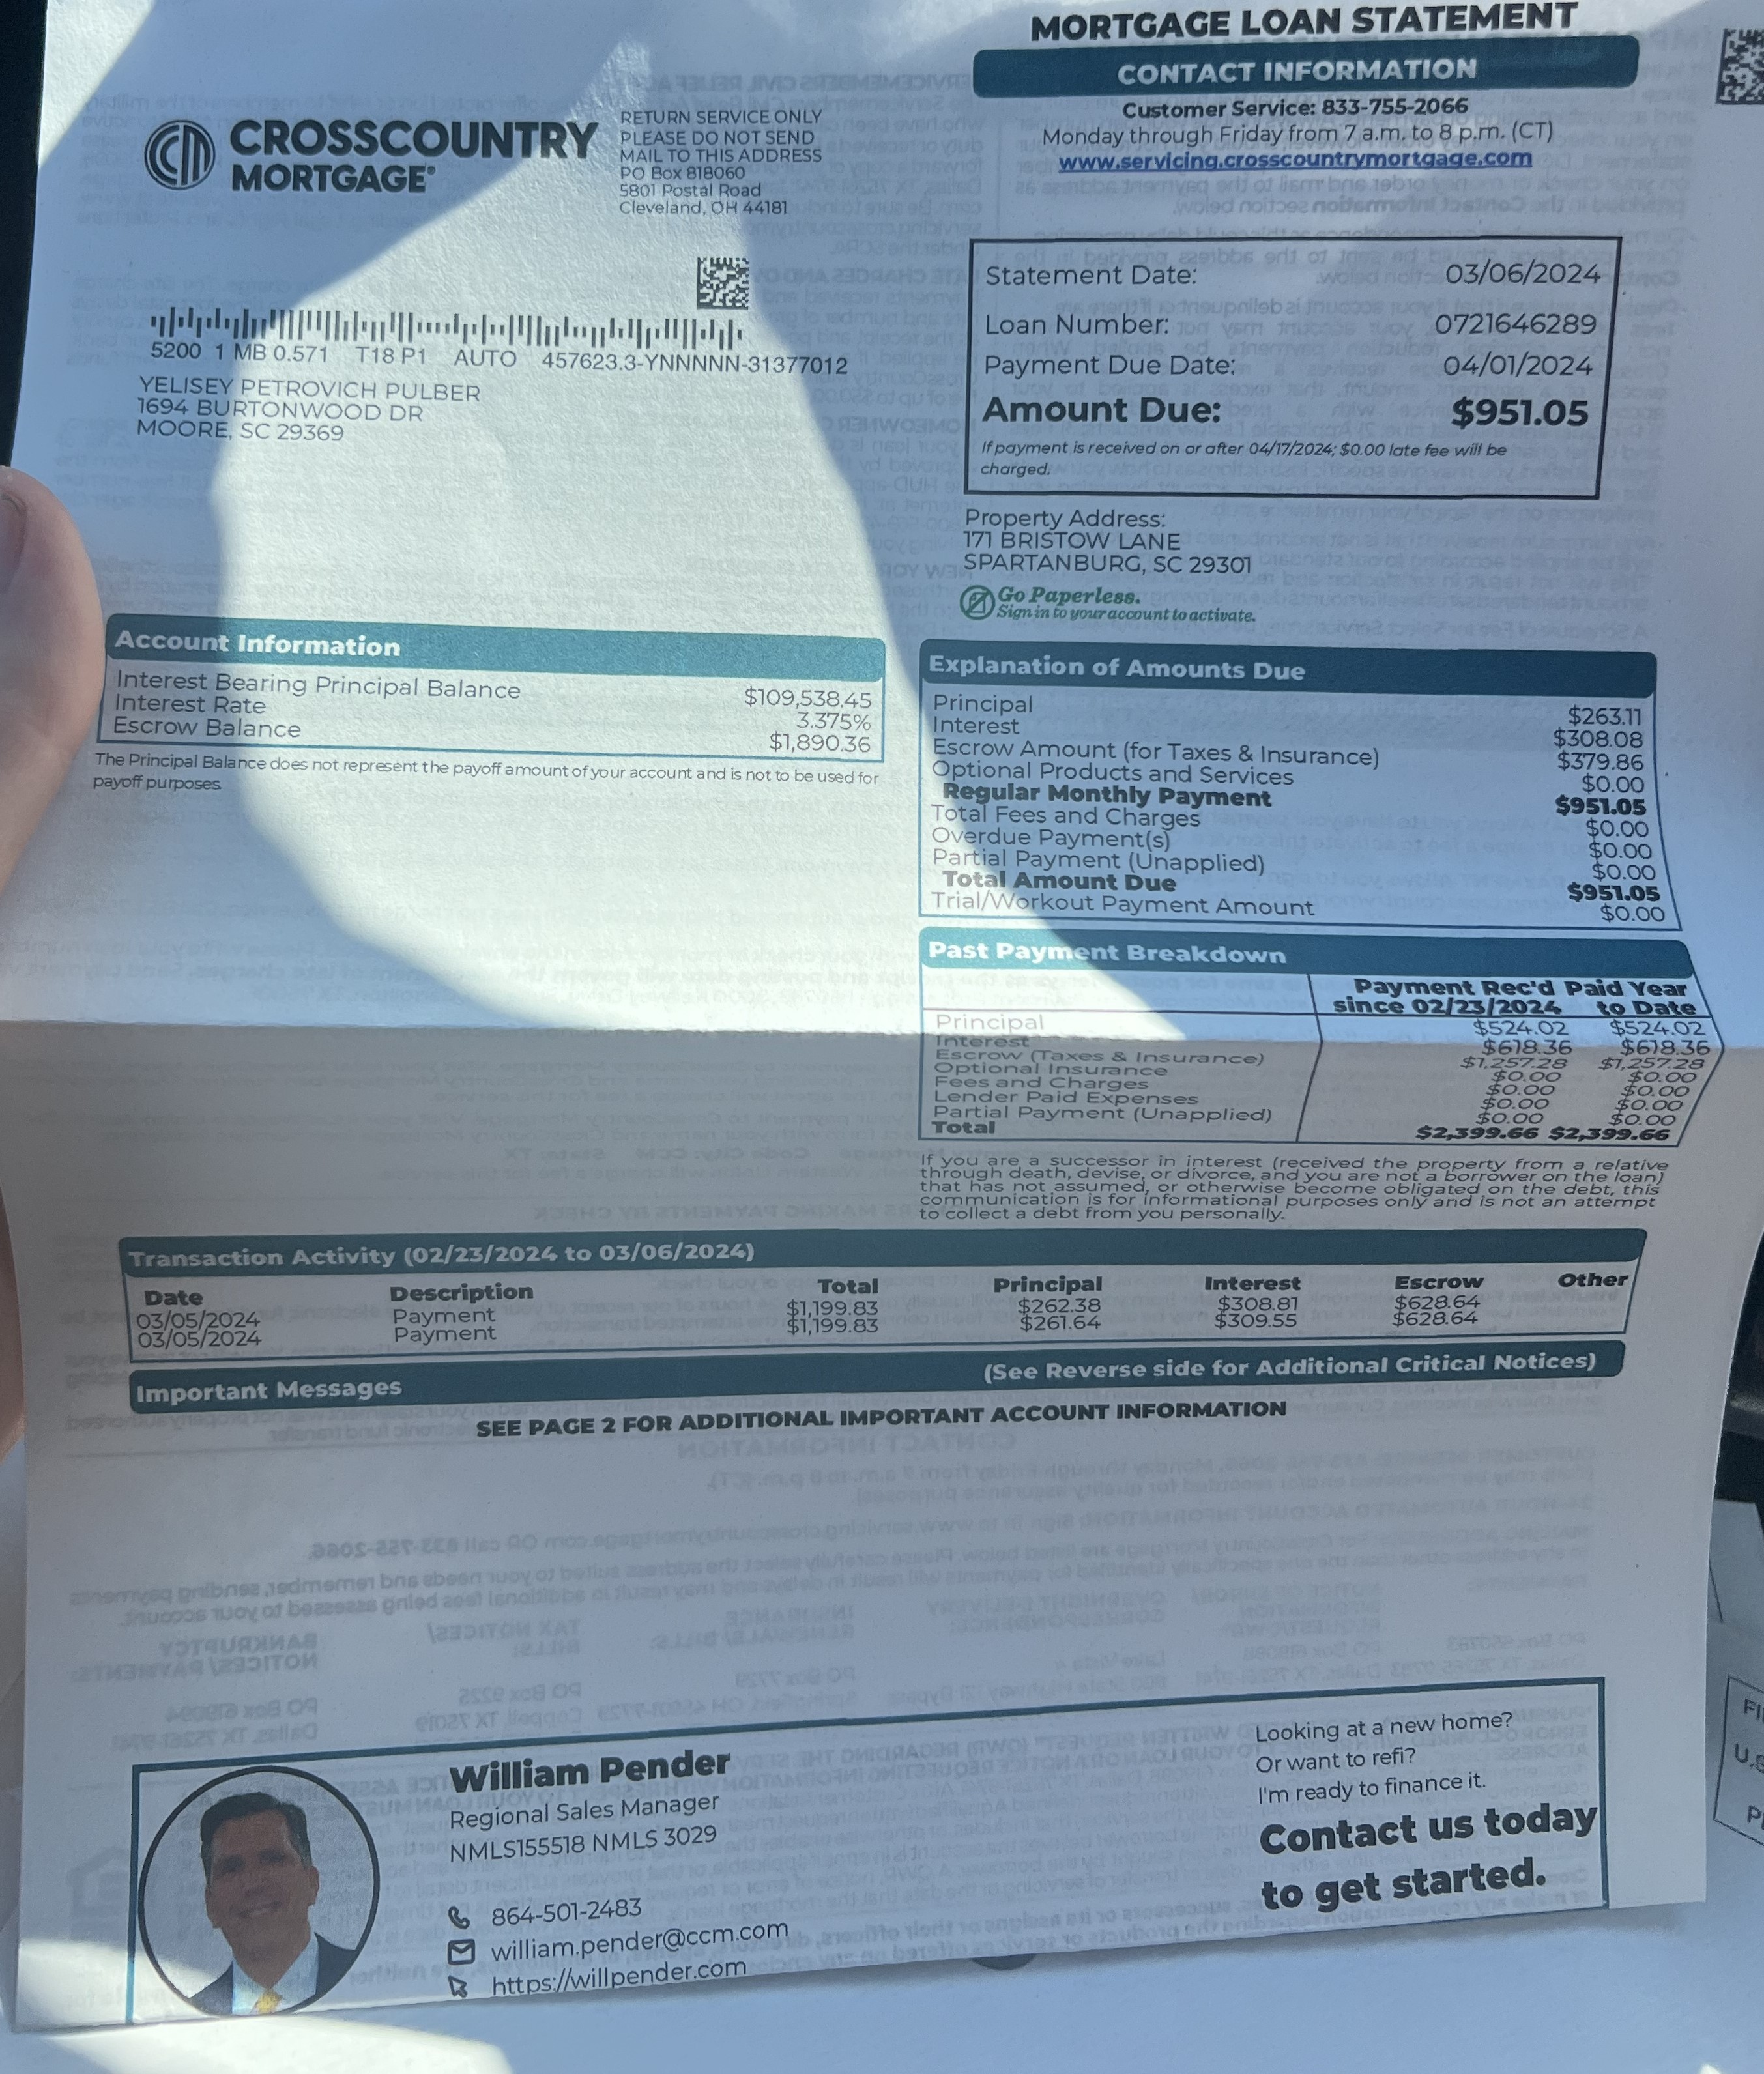 MORTGAGE LOAN STATEMENT
CONTACT INFORMATION
Customer Service: 833-755-2066
Monday through Friday from 7 a.m. to 8 p.m. (CT)
www.servicing.crosscountrymortgage.com
CROSSCOUNTRY
MORTGAGE®
RETURN SERVICE ONLY
PLEASE DO NOT SEND
MAIL TO THIS ADDRESS
PO Box 818060
5801 Postal Road
Cleveland, OH 44181
5200 1 MB 0.571 T18 P1 AUTO 457623.3-YNNNNN-31377012
YELISEY PETROVICH PULBER
1694 BURTONWOOD DR
MOORE, SC 29369
Statement Date: 03/06/2024
Loan Number: 0721646289
Payment Due Date: 04/01/2024
Amount Due: $951.05
If payment is received on or after 04/17/2024; $0.00 late fee will be
charged.
Property Address:
171 BRISTOW LANE
SPARTANBURG, SC 29301
Go Paperless.
Sign in to your account to activate.
Account Information
Interest Bearing Principal Balance $109,538.45
Interest Rate 3.375%
Escrow Balance $1,890.36
The Principal Balance does not represent the payoff amount of your account and is not to be used for
payoff purposes.
Explanation of Amounts Due
Principal $263.11
Interest $308.08
Escrow Amount (for Taxes & Insurance) $379.86
Optional Products and Services $0.00
Regular Monthly Payment $951.05
Total Fees and Charges $0.00
Overdue Payment(s) $0.00
Partial Payment (Unapplied) $0.00
Total Amount Due $951.05
Trial/Workout Payment Amount $0.00
Past Payment Breakdown
Payment Rec'd Paid Year
since 02/23/2024 to Date
Principal $524.02 $524.02
Interest $618.36 $618.36
Escrow (Taxes & Insurance) $1,257.28 $1,257.28
Optional Insurance $0.00 $0.00
Fees and Charges $0.00 $0.00
Lender Paid Expenses $0.00 $0.00
Partial Payment (Unapplied) $0.00 $0.00
Total $2,399.66 $2,399.66
If you are a successor in interest (received the property from a relative
through death, devise, or divorce, and you are not a borrower on the loan)
that has not assumed, or otherwise become obligated on the debt, this
communication is for informational purposes only and is not an attempt
to collect a debt from you personally.
Transaction Activity (02/23/2024 to 03/06/2024)
Date Description Total Principal Interest Escrow Other
03/05/2024 Payment $1,199.83 $262.38 $308.81 $628.64
03/05/2024 Payment $1,199.83 $261.64 $309.55 $628.64
Important Messages (See Reverse side for Additional Critical Notices)
SEE PAGE 2 FOR ADDITIONAL IMPORTANT ACCOUNT INFORMATION
William Pender
Regional Sales Manager
NMLS155518 NMLS 3029
864-501-2483
william.pender@ccm.com
https://willpender.com
Looking at a new home?
Or want to refi?
I'm ready to finance it.
Contact us today
to get started.